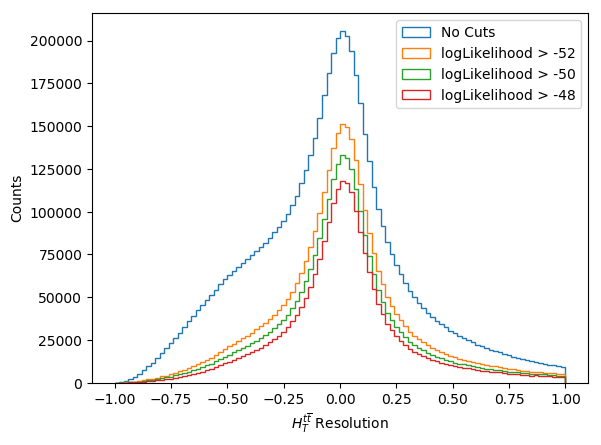 No Cuts
logLikelihood > -52
logLikelihood > -50
logLikelihood > -48
200000
175000
150000
125000
100000
75000
50000
25000
0
Counts
−1.00 −0.75 −0.50 −0.25 0.00 0.25 0.50 0.75 1.00
$H_T^{t\overline{t}}$ Resolution